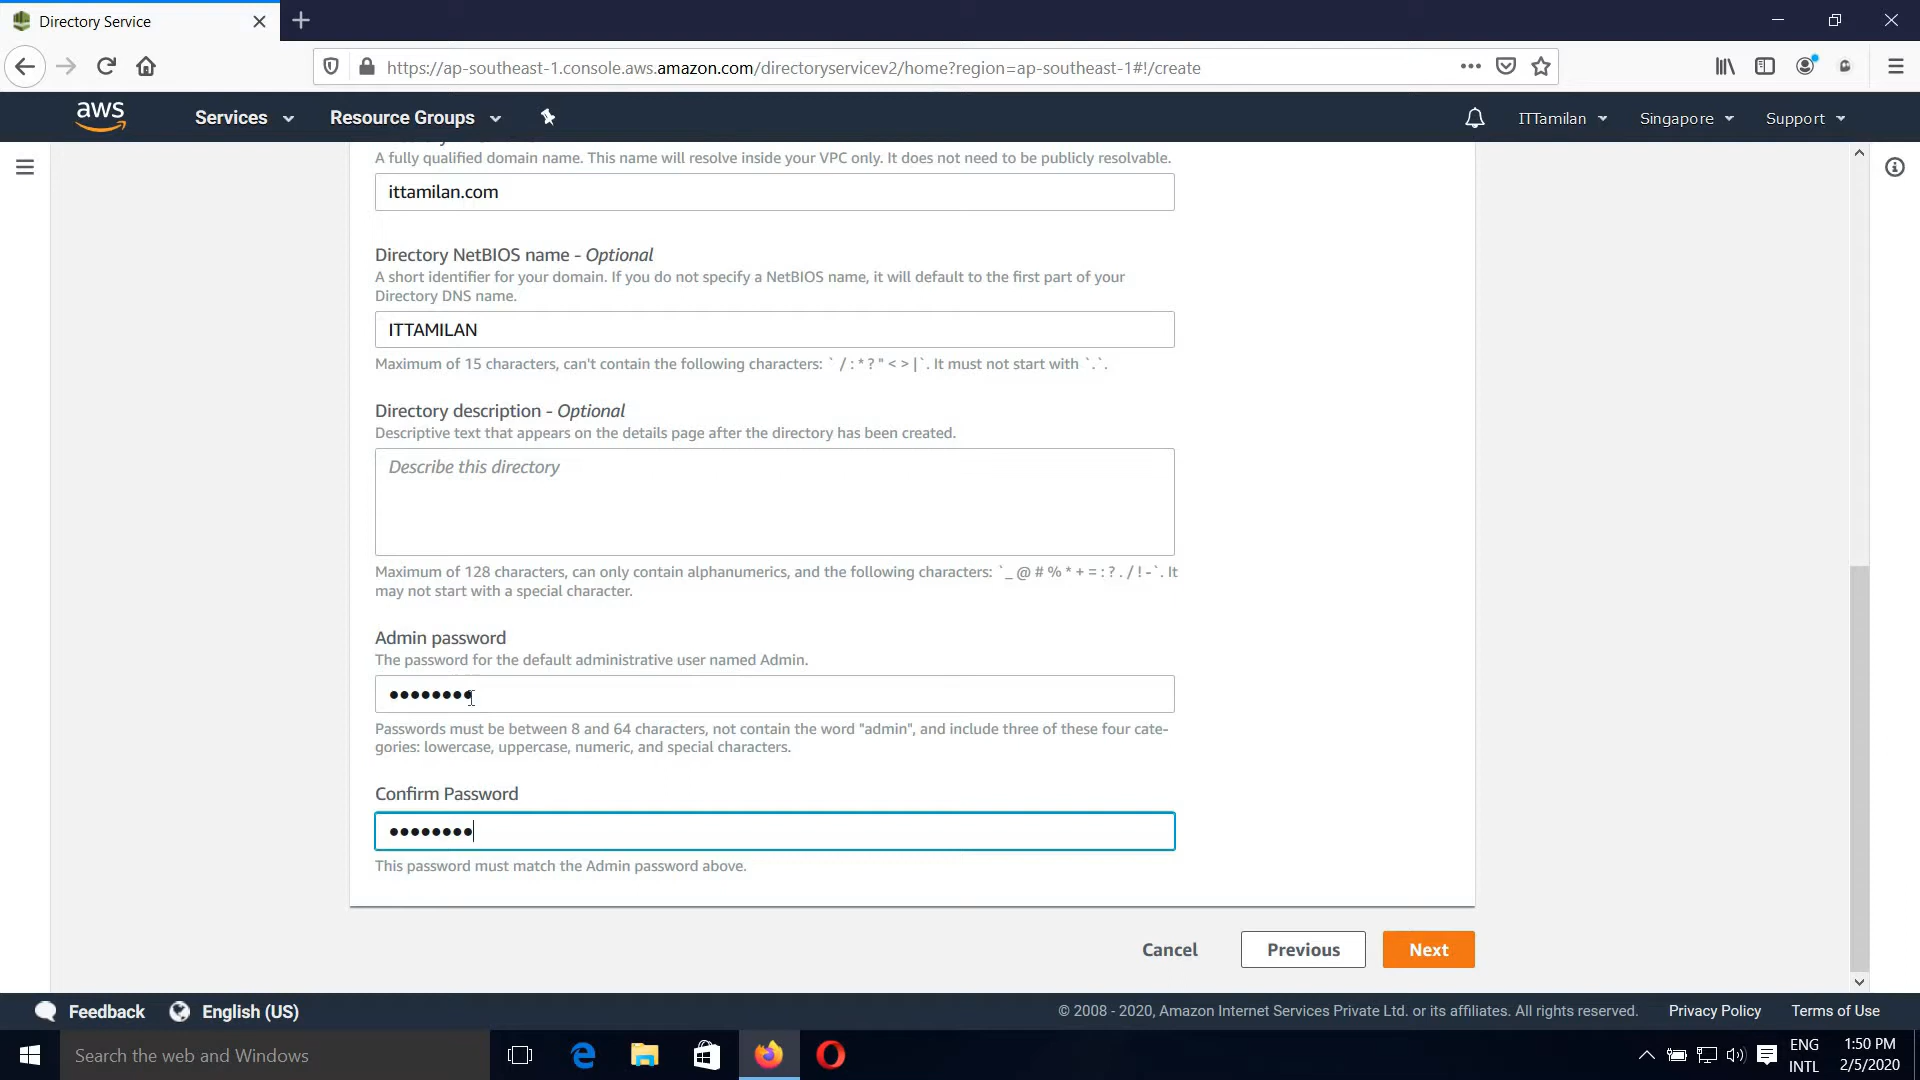 Directory Service
https://ap-southeast-1.console.aws.amazon.com/directoryservicev2/home?region=ap-southeast-1#!/create
aws
Services
Resource Groups
ITTamilan
Singapore
Support
A fully qualified domain name. This name will resolve inside your VPC only. It does not need to be publicly resolvable.
ittamilan.com
Directory NetBIOS name - Optional
A short identifier for your domain. If you do not specify a NetBIOS name, it will default to the first part of your
Directory DNS name.
ITTAMILAN
Maximum of 15 characters, can't contain the following characters: ` / : * ? " < > |`. It must not start with `.`.
Directory description - Optional
Descriptive text that appears on the details page after the directory has been created.
Describe this directory
Maximum of 128 characters, can only contain alphanumerics, and the following characters: `_ @ # % * + = : ? . / ! -`. It
may not start with a special character.
Admin password
The password for the default administrative user named Admin.
••••••••
Passwords must be between 8 and 64 characters, not contain the word "admin", and include three of these four cate-
gories: lowercase, uppercase, numeric, and special characters.
Confirm Password
••••••••
This password must match the Admin password above.
Cancel
Previous
Next
Feedback
English (US)
© 2008 - 2020, Amazon Internet Services Private Ltd. or its affiliates. All rights reserved.
Privacy Policy
Terms of Use
Search the web and Windows
ENG
INTL
1:50 PM
2/5/2020